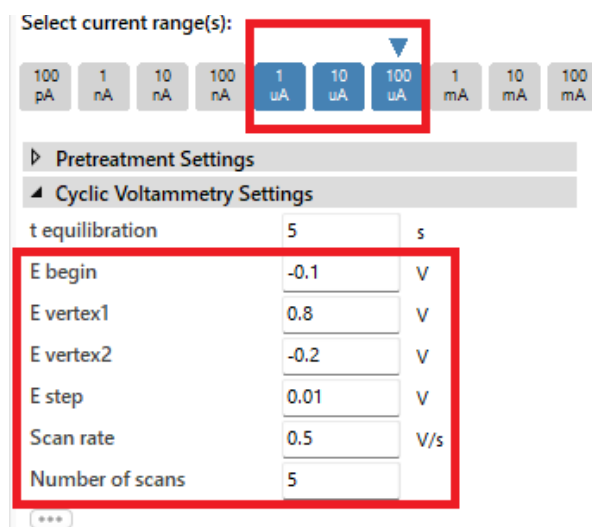 Select current range(s):
100 pA 1 nA 10 nA 100 nA 1 uA 10 uA 100 uA 1 mA 10 mA 100 mA
Pretreatment Settings
Cyclic Voltammetry Settings
t equilibration 5 s
E begin -0.1 V
E vertex1 0.8 V
E vertex2 -0.2 V
E step 0.01 V
Scan rate 0.5 V/s
Number of scans 5